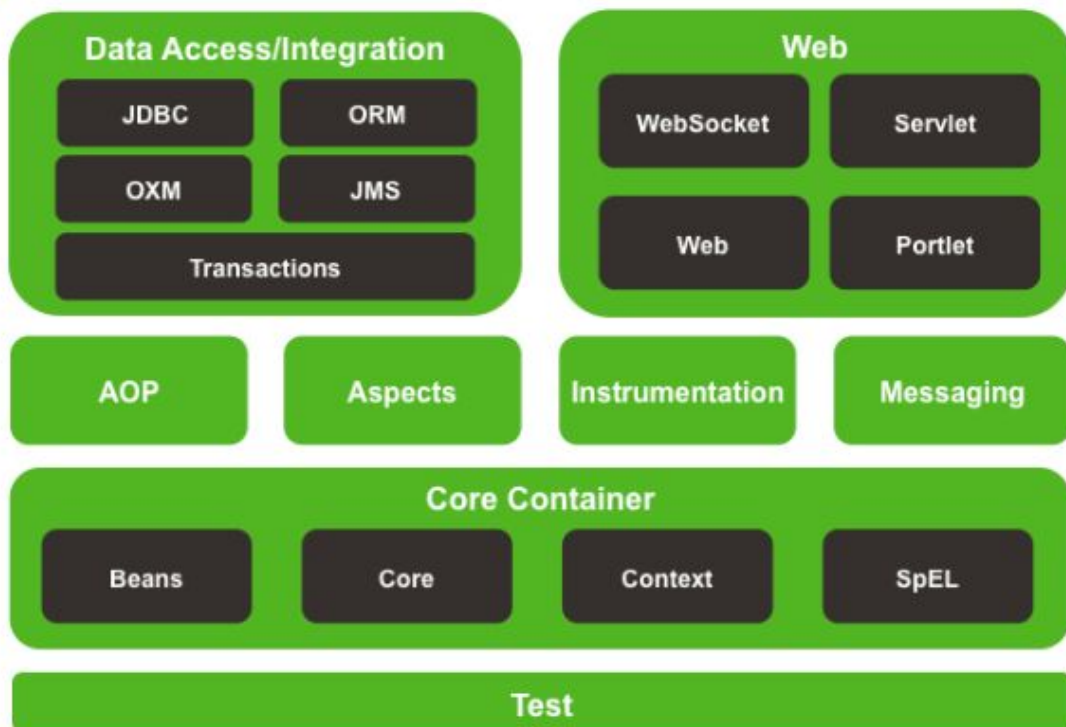 Data Access/Integration
JDBC
ORM
OXM
JMS
Transactions
Web
WebSocket
Servlet
Web
Portlet
AOP
Aspects
Instrumentation
Messaging
Core Container
Beans
Core
Context
SpEL
Test